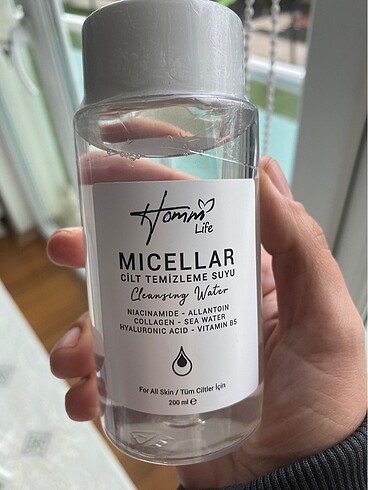 Homm
Life
MICELLAR
CİLT TEMİZLEME SUYU
Cleansing Water
NIACINAMIDE - ALLANTOIN
COLLAGEN - SEA WATER
HYALURONIC ACID - VITAMIN B5
For All Skin / Tüm Ciltler İçin
200 ml ℮